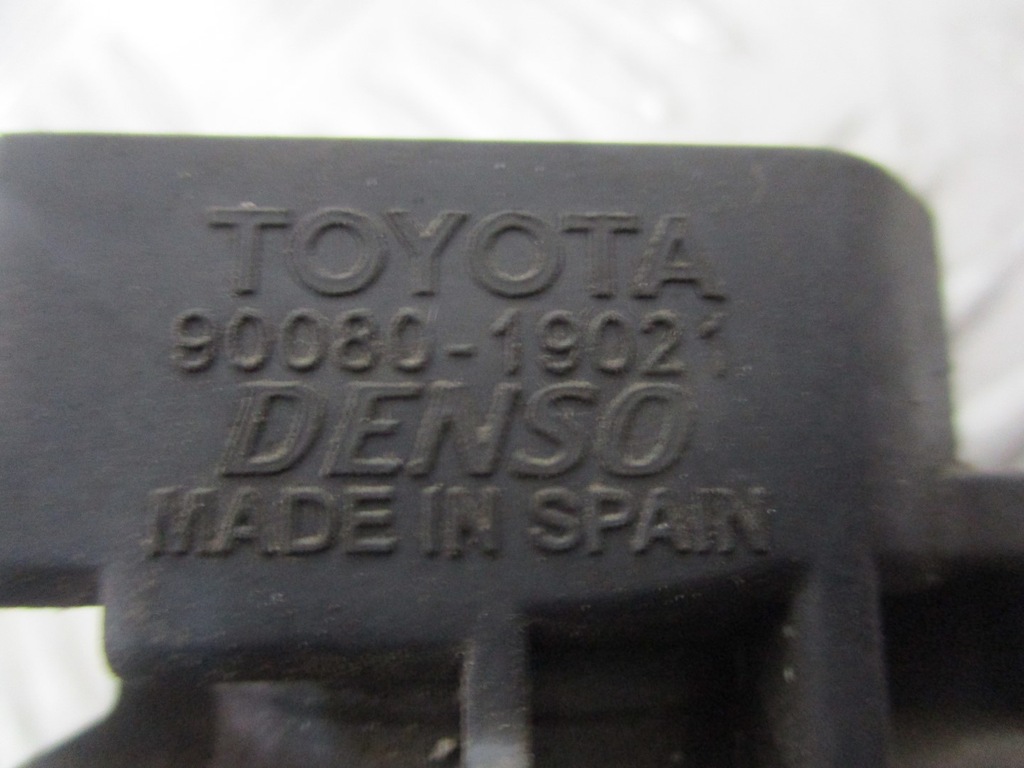 TOYOTA
90080-19021
DENSO
MADE IN SPAIN